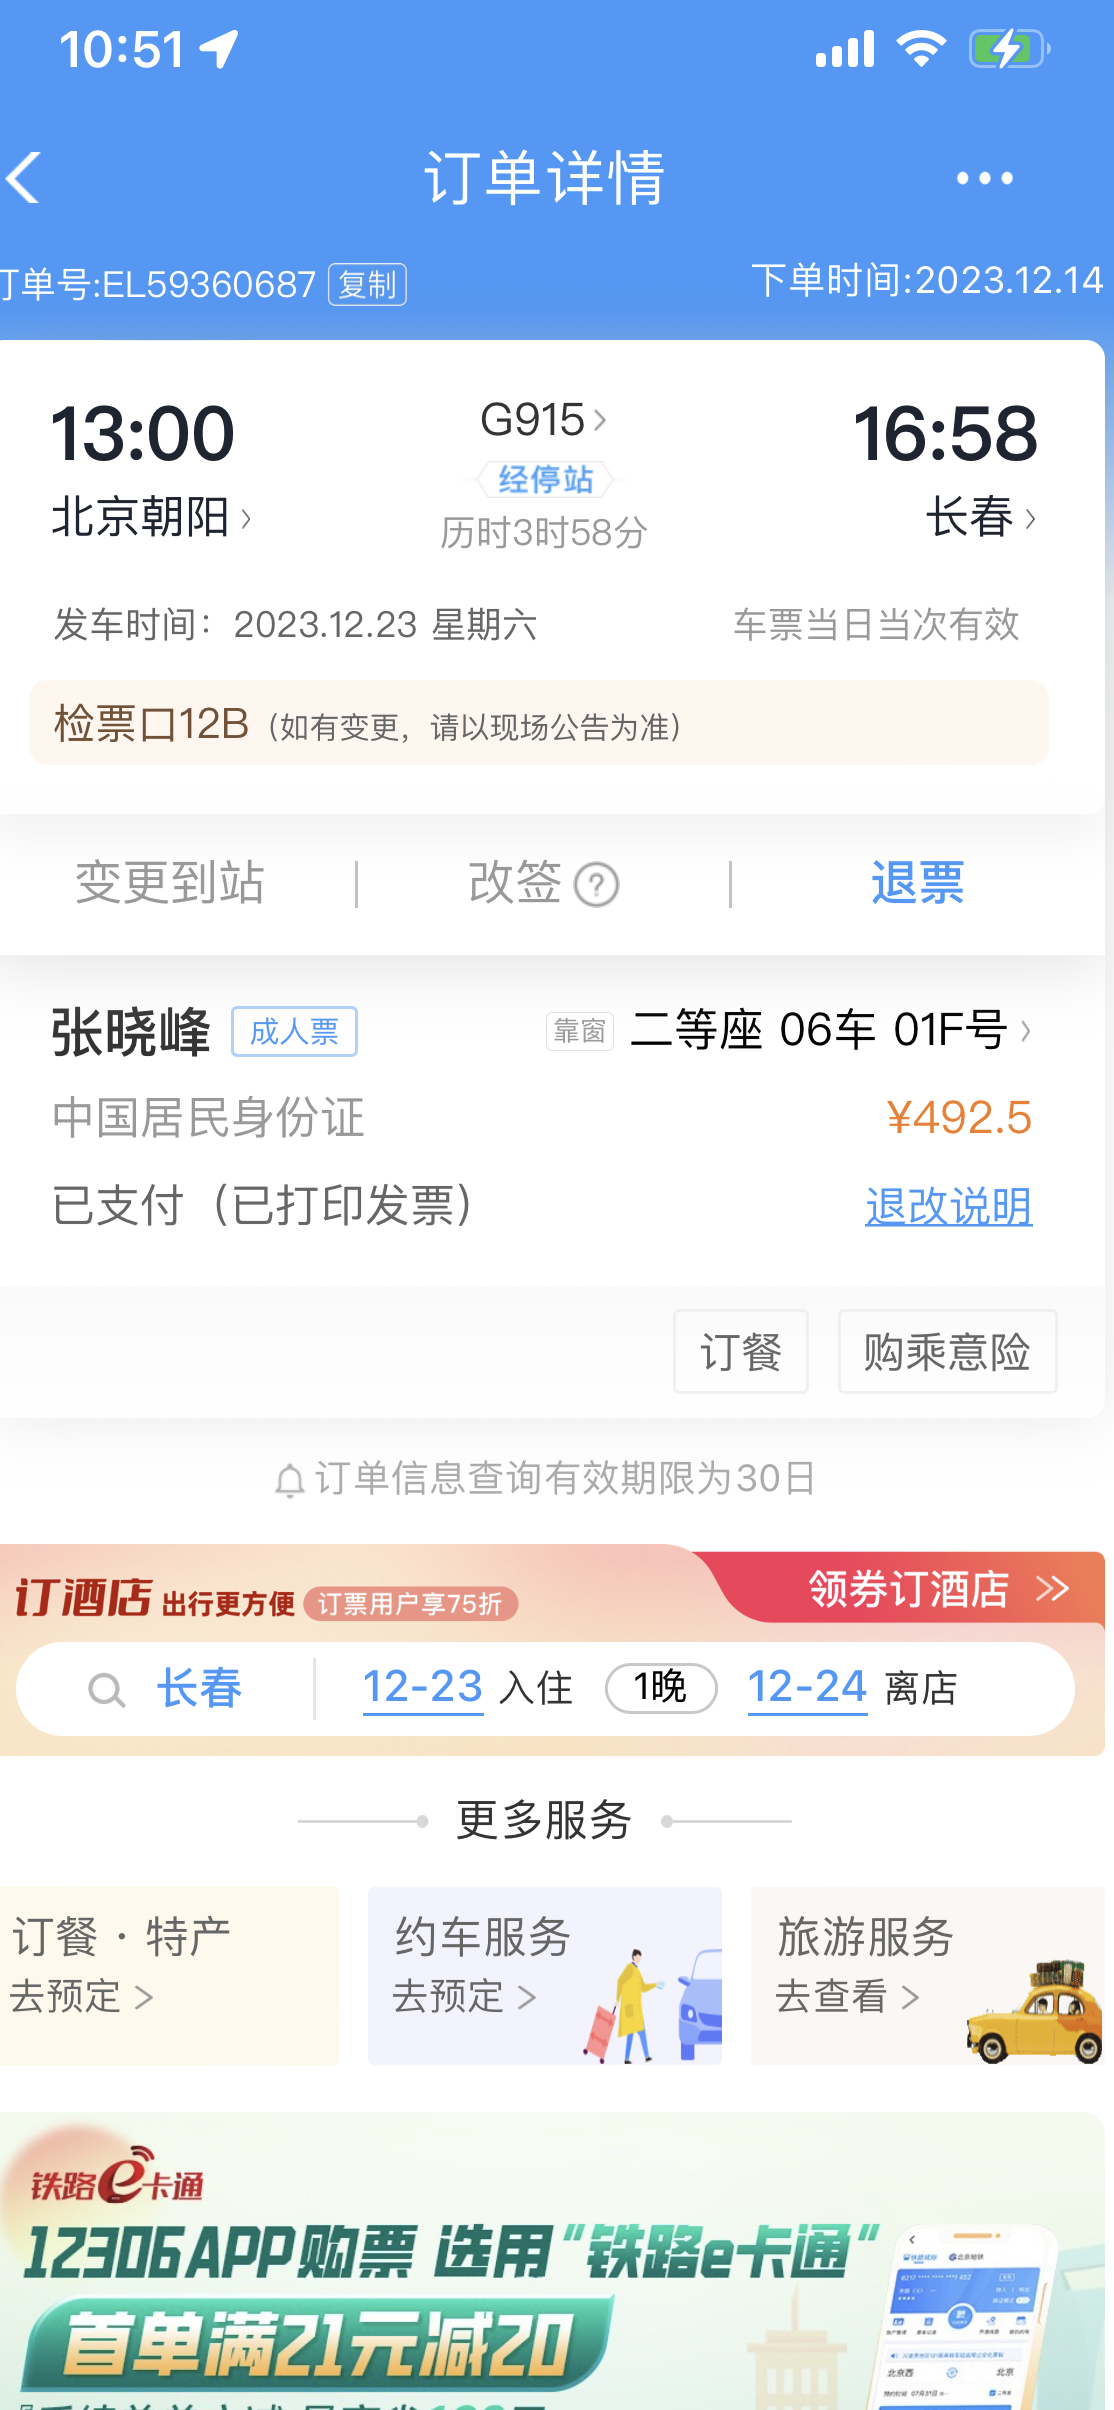 10:51
订单详情
订单号:EL59360687 复制 下单时间:2023.12.14
13:00 G915 16:58
经停站
北京朝阳 长春
历时3时58分
发车时间：2023.12.23 星期六 车票当日当次有效
检票口12B（如有变更，请以现场公告为准）
变更到站 改签 ? 退票
张晓峰 成人票 靠窗 二等座 06车 01F号
中国居民身份证 ¥492.5
已支付（已打印发票） 退改说明
订餐 购乘意险
订单信息查询有效期限为30日
订酒店 出行更方便 订票用户享75折 领券订酒店
长春 12-23 入住 1晚 12-24 离店
更多服务
订餐·特产 约车服务 旅游服务
去预定 去预定 去查看
铁路e卡通
12306APP购票 选用“铁路e卡通”
首单满21元减20
北京西 北京